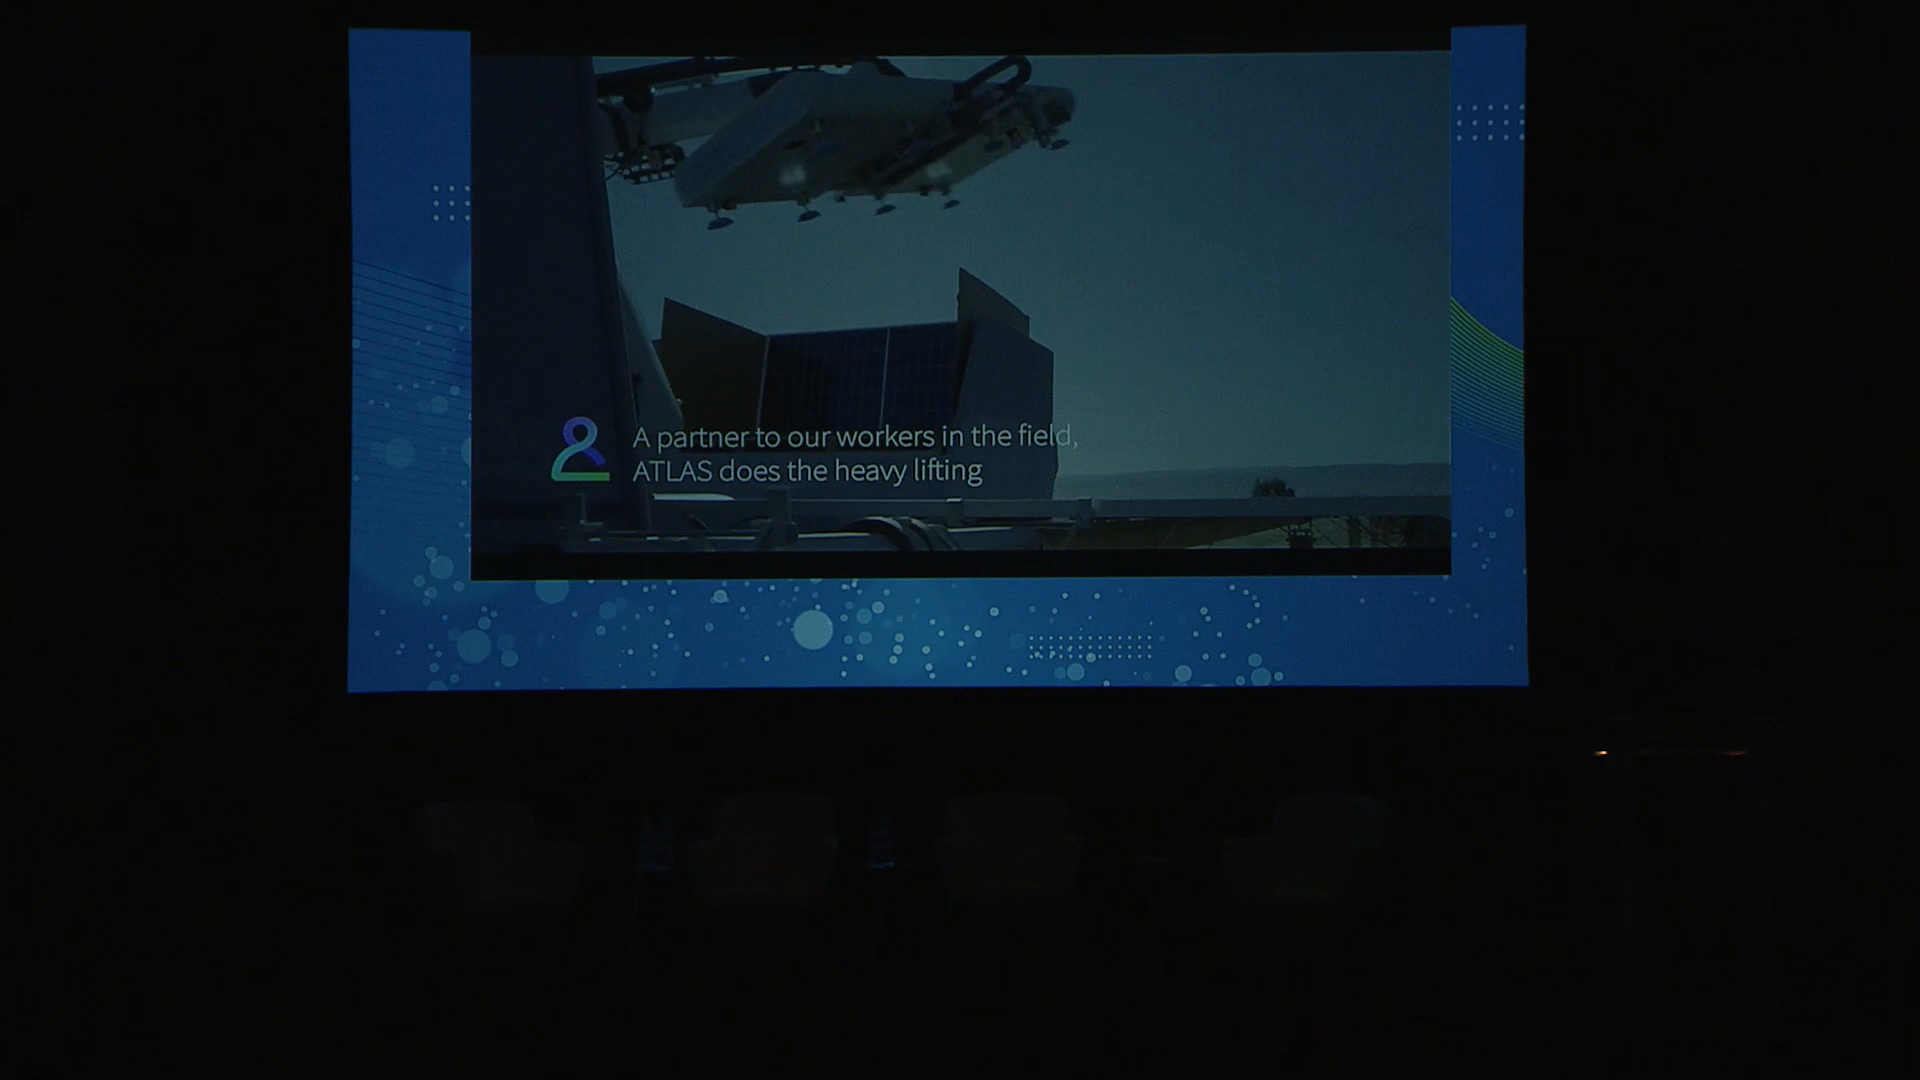 A partner to our workers in the field,
ATLAS does the heavy lifting